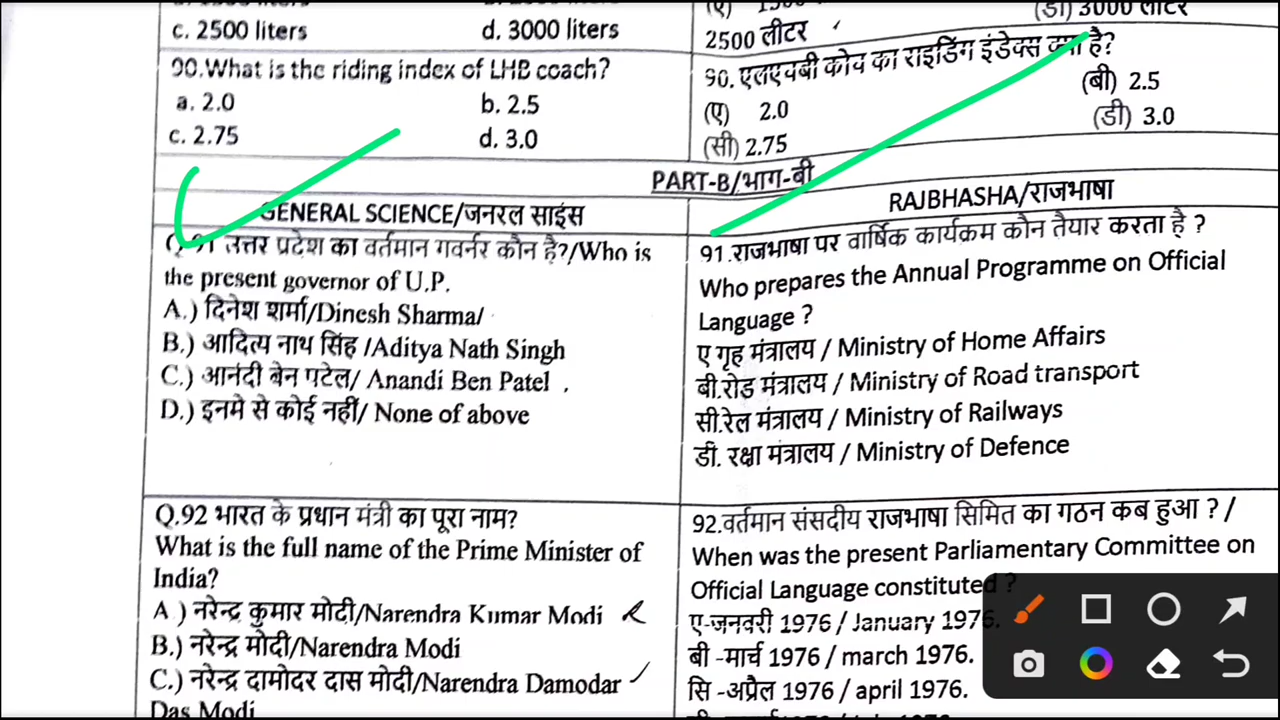 c. 2500 liters
d. 3000 liters
90.What is the riding index of LHB coach?
a. 2.0
b. 2.5
c. 2.75
d. 3.0
(डी) 3000 लीटर
2500 लीटर
90. एलएचबी कोच का राइडिंग इंडेक्स क्या है?
(ए) 2.0
(बी) 2.5
(सी) 2.75
(डी) 3.0
PART-B/भाग-बी
GENERAL SCIENCE/जनरल साइंस
Q.91 उत्तर प्रदेश का वर्तमान गवर्नर कौन है?/Who is
the present governor of U.P.
A.) दिनेश शर्मा/Dinesh Sharma/
B.) आदित्य नाथ सिंह /Aditya Nath Singh
C.) आनंदी बेन पटेल/ Anandi Ben Patel
D.) इनमे से कोई नहीं/ None of above
Q.92 भारत के प्रधान मंत्री का पूरा नाम?
What is the full name of the Prime Minister of
India?
A ) नरेन्द्र कुमार मोदी/Narendra Kumar Modi
B.) नरेन्द्र मोदी/Narendra Modi
C.) नरेन्द्र दामोदर दास मोदी/Narendra Damodar
Das Modi
RAJBHASHA/राजभाषा
91.राजभाषा पर वार्षिक कार्यक्रम कौन तैयार करता है ?
Who prepares the Annual Programme on Official
Language ?
ए गृह मंत्रालय / Ministry of Home Affairs
बी.रोड मंत्रालय / Ministry of Road transport
सी.रेल मंत्रालय / Ministry of Railways
डी. रक्षा मंत्रालय / Ministry of Defence
92.वर्तमान संसदीय राजभाषा सिमित का गठन कब हुआ ? /
When was the present Parliamentary Committee on
Official Language constituted ?
ए-जनवरी 1976 / January 1976.
बी -मार्च 1976 / march 1976.
सि -अप्रैल 1976 / april 1976.